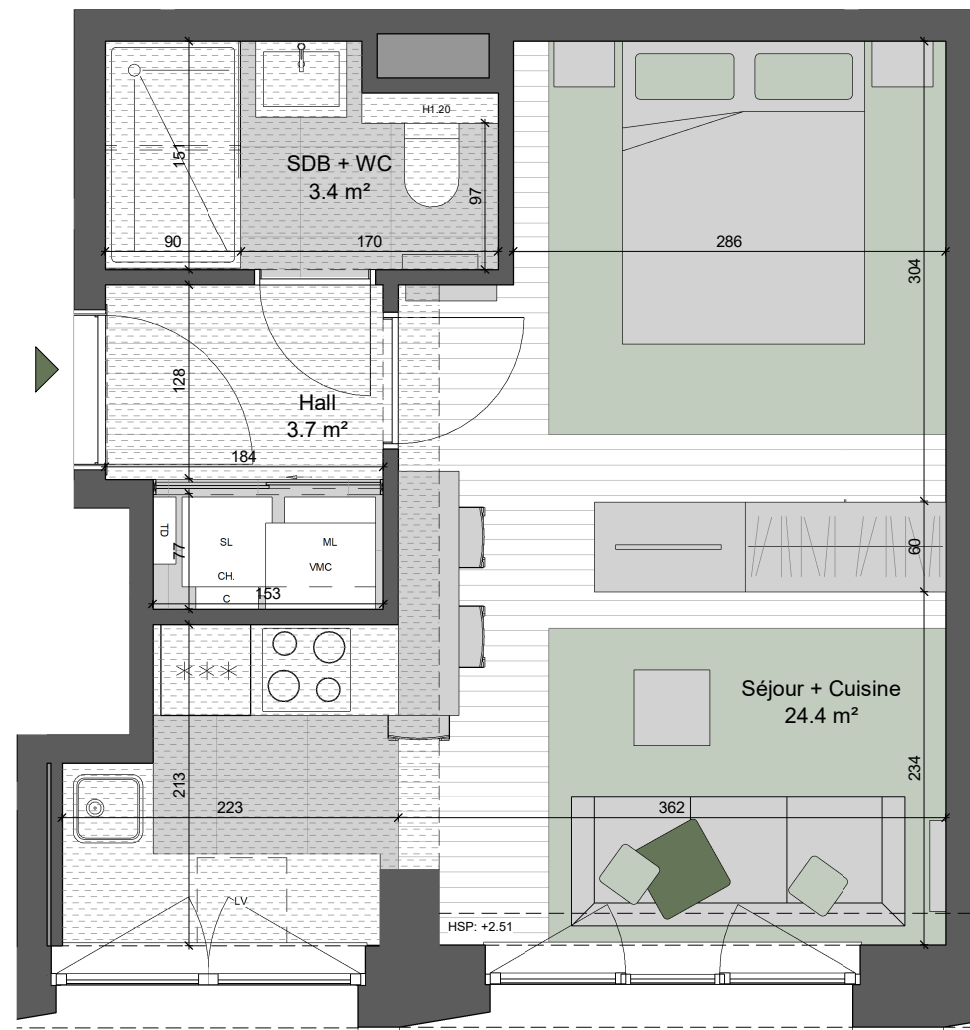 H1.20
151
SDB + WC
3.4 m²
97
90
170
286
304
128
Hall
3.7 m²
184
TD
SL
ML
77
VMC
CH.
C
153
60
Séjour + Cuisine
24.4 m²
213
234
223
362
LV
HSP: +2.51